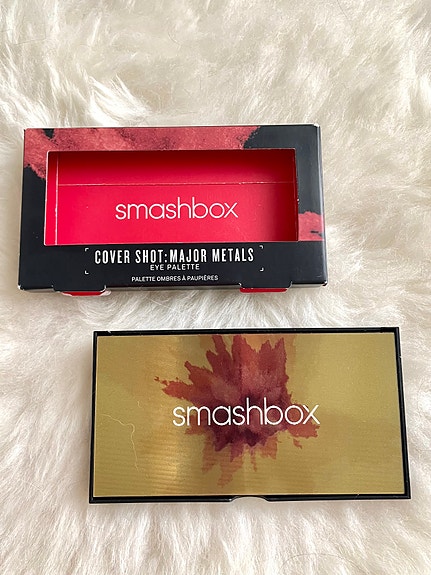 smashbox
COVER SHOT: MAJOR METALS
EYE PALETTE
PALETTE OMBRES À PAUPIÈRES
smashbox